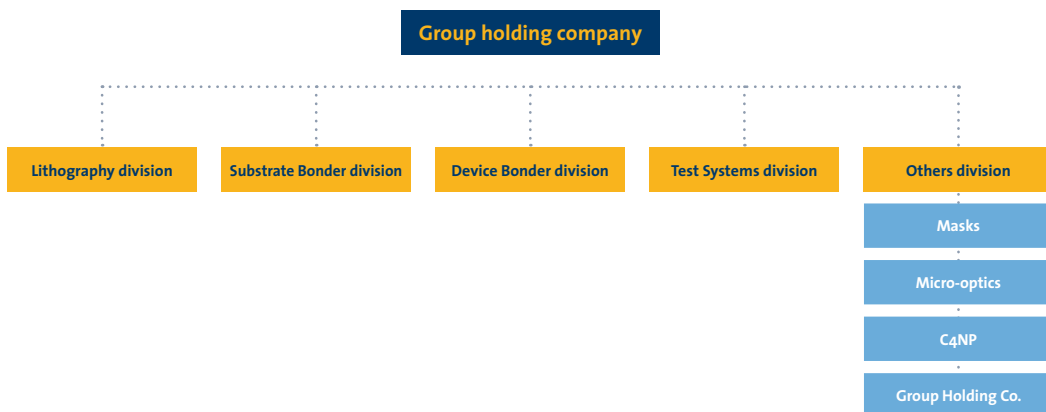 Group holding company
Lithography division
Substrate Bonder division
Device Bonder division
Test Systems division
Others division
Masks
Micro-optics
C4NP
Group Holding Co.